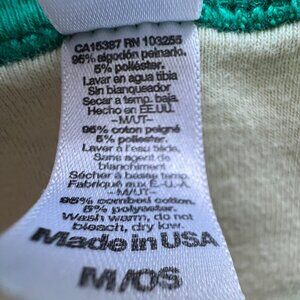 CA15387 RN 103255
95% algodón peinado.
5% poliéster.
Lavar en agua tibia
Sin blanqueador
Secar a temp. baja.
Hecho en EE.UU.
-M/UT-
95% coton peigné
5% polyester.
Laver à l'eau tiède,
Sans agent de
blanchiment
Sécher à basse temp.
Fabriqué aux É.-U.-A
-M/UT-
95% combed cotton,
5% polyester
Wash warm, do not
bleach, dry low.
Made in USA
M/OS